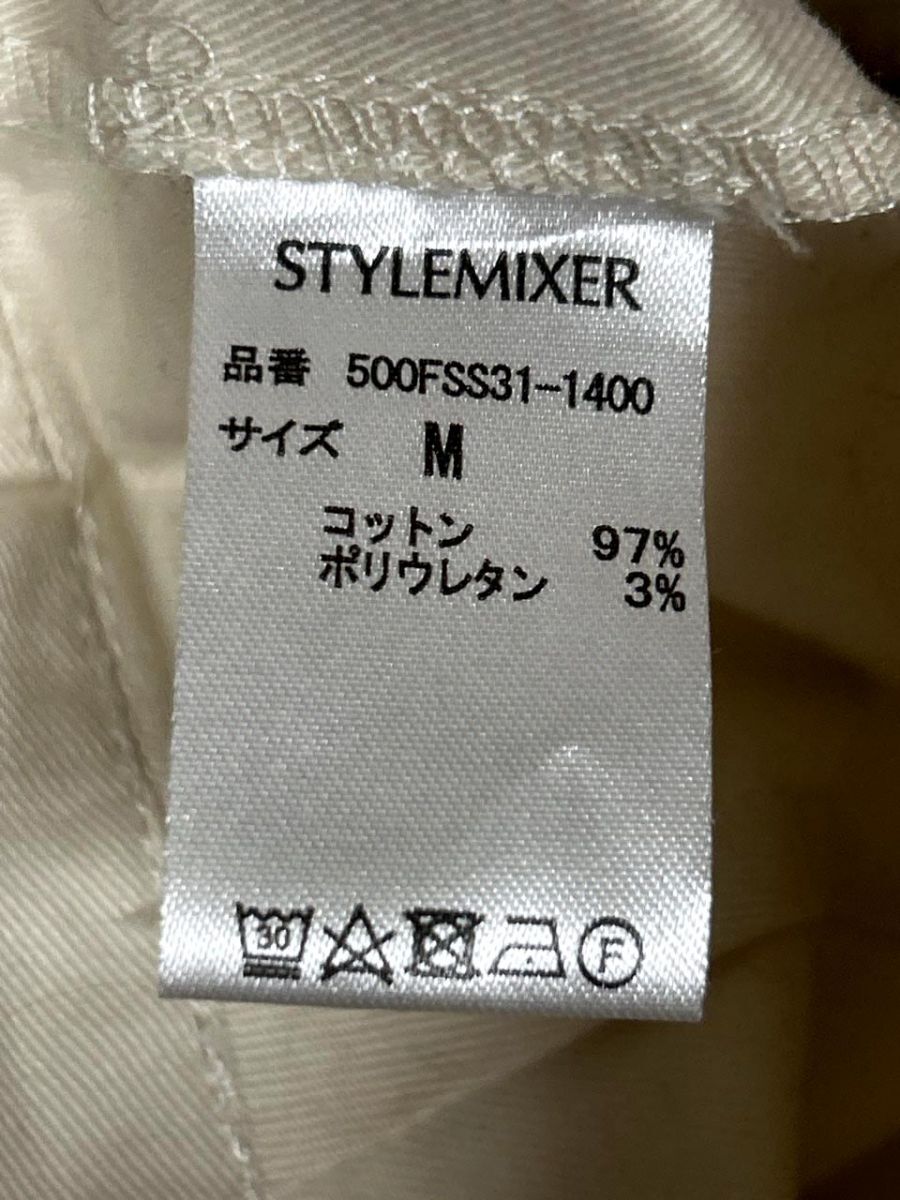 STYLEMIXER
品番 500FSS31-1400
サイズ M
コットン 97%
ポリウレタン 3%
30 F